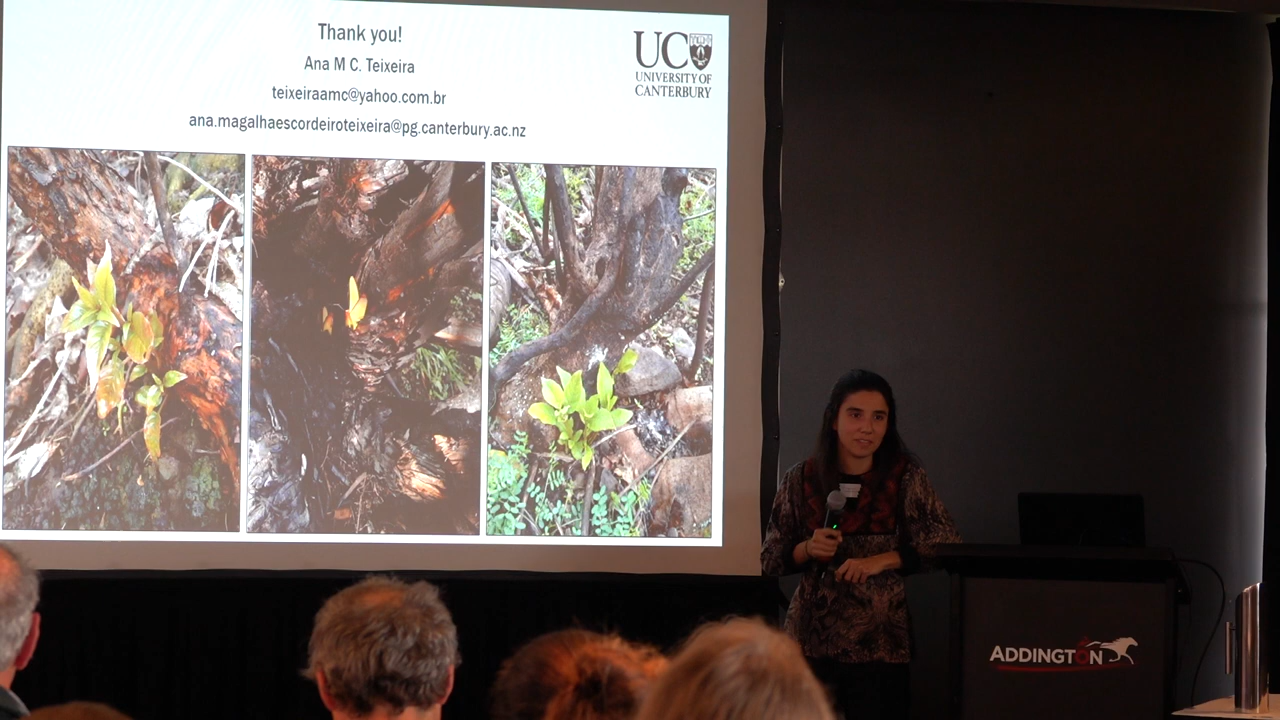 Thank you!
Ana M C. Teixeira
teixeiraamc@yahoo.com.br
ana.magalhaescordeiroteixeira@pg.canterbury.ac.nz
UC
UNIVERSITY OF
CANTERBURY
ADDINGTON